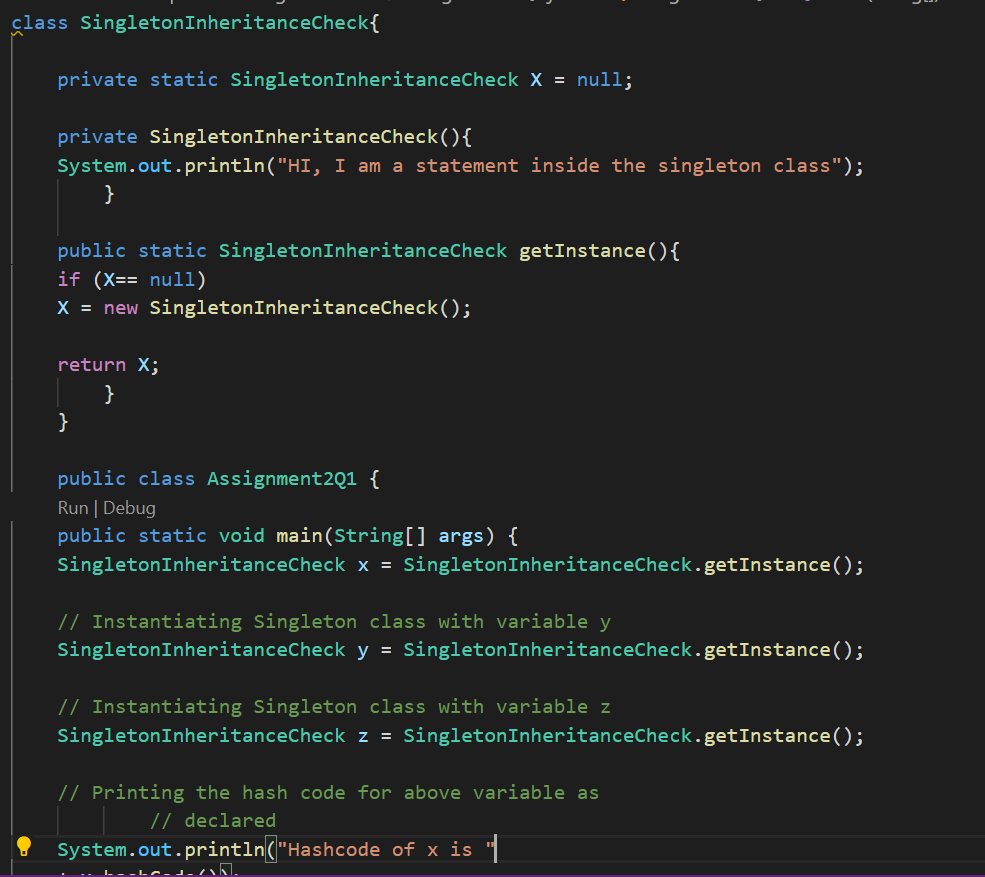 class SingletonInheritanceCheck{
private static SingletonInheritanceCheck X = null;
private SingletonInheritanceCheck(){
System.out.println("HI, I am a statement inside the singleton class");
}
public static SingletonInheritanceCheck getInstance(){
if (X== null)
X = new SingletonInheritanceCheck();
return X;
}
}
public class Assignment2Q1 {
Run | Debug
public static void main(String[] args) {
SingletonInheritanceCheck x = SingletonInheritanceCheck.getInstance();
// Instantiating Singleton class with variable y
SingletonInheritanceCheck y = SingletonInheritanceCheck.getInstance();
// Instantiating Singleton class with variable z
SingletonInheritanceCheck z = SingletonInheritanceCheck.getInstance();
// Printing the hash code for above variable as
// declared
System.out.println("Hashcode of x is "